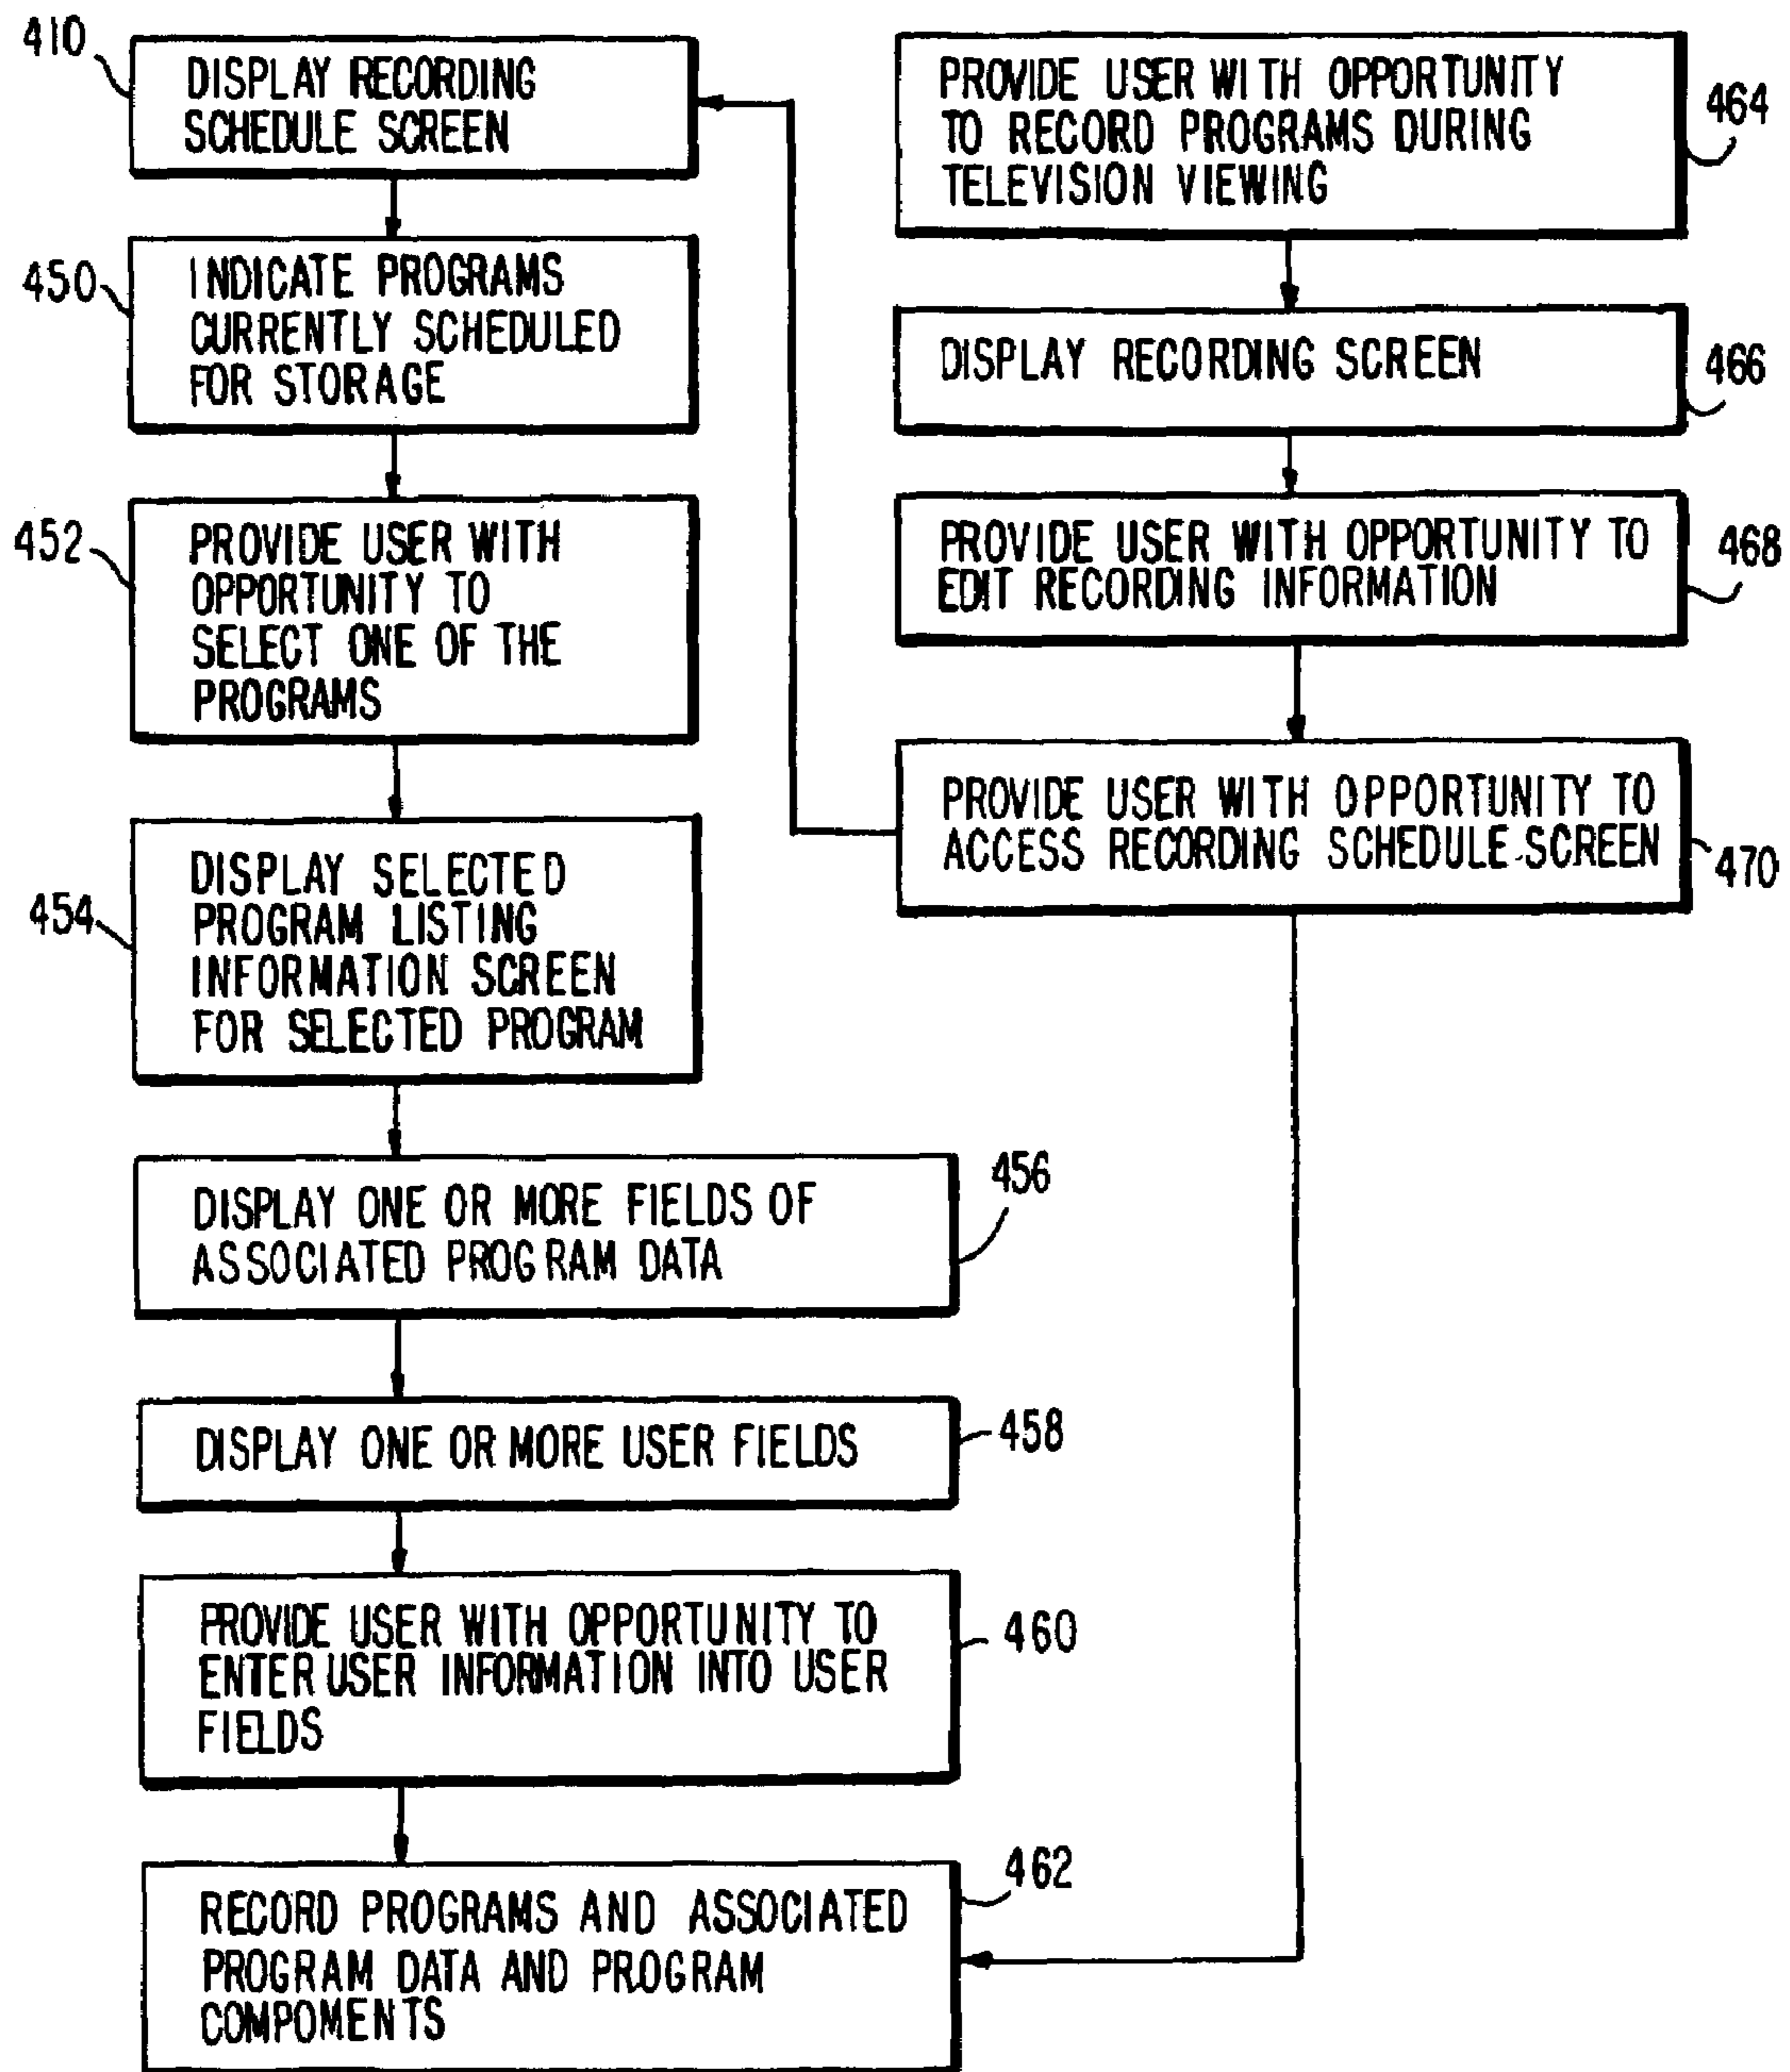 410
DISPLAY RECORDING
SCHEDULE SCREEN
450
INDICATE PROGRAMS
CURRENTLY SCHEDULED
FOR STORAGE
452
PROVIDE USER WITH
OPPORTUNITY TO
SELECT ONE OF THE
PROGRAMS
454
DISPLAY SELECTED
PROGRAM LISTING
INFORMATION SCREEN
FOR SELECTED PROGRAM
456
DISPLAY ONE OR MORE FIELDS OF
ASSOCIATED PROGRAM DATA
458
DISPLAY ONE OR MORE USER FIELDS
460
PROVIDE USER WITH OPPORTUNITY TO
ENTER USER INFORMATION INTO USER
FIELDS
462
RECORD PROGRAMS AND ASSOCIATED
PROGRAM DATA AND PROGRAM
COMPOMENTS
464
PROVIDE USER WITH OPPORTUNITY
TO RECORD PROGRAMS DURING
TELEVISION VIEWING
466
DISPLAY RECORDING SCREEN
468
PROVIDE USER WITH OPPORTUNITY TO
EDIT RECORDING INFORMATION
470
PROVIDE USER WITH OPPORTUNITY TO
ACCESS RECORDING SCHEDULE SCREEN